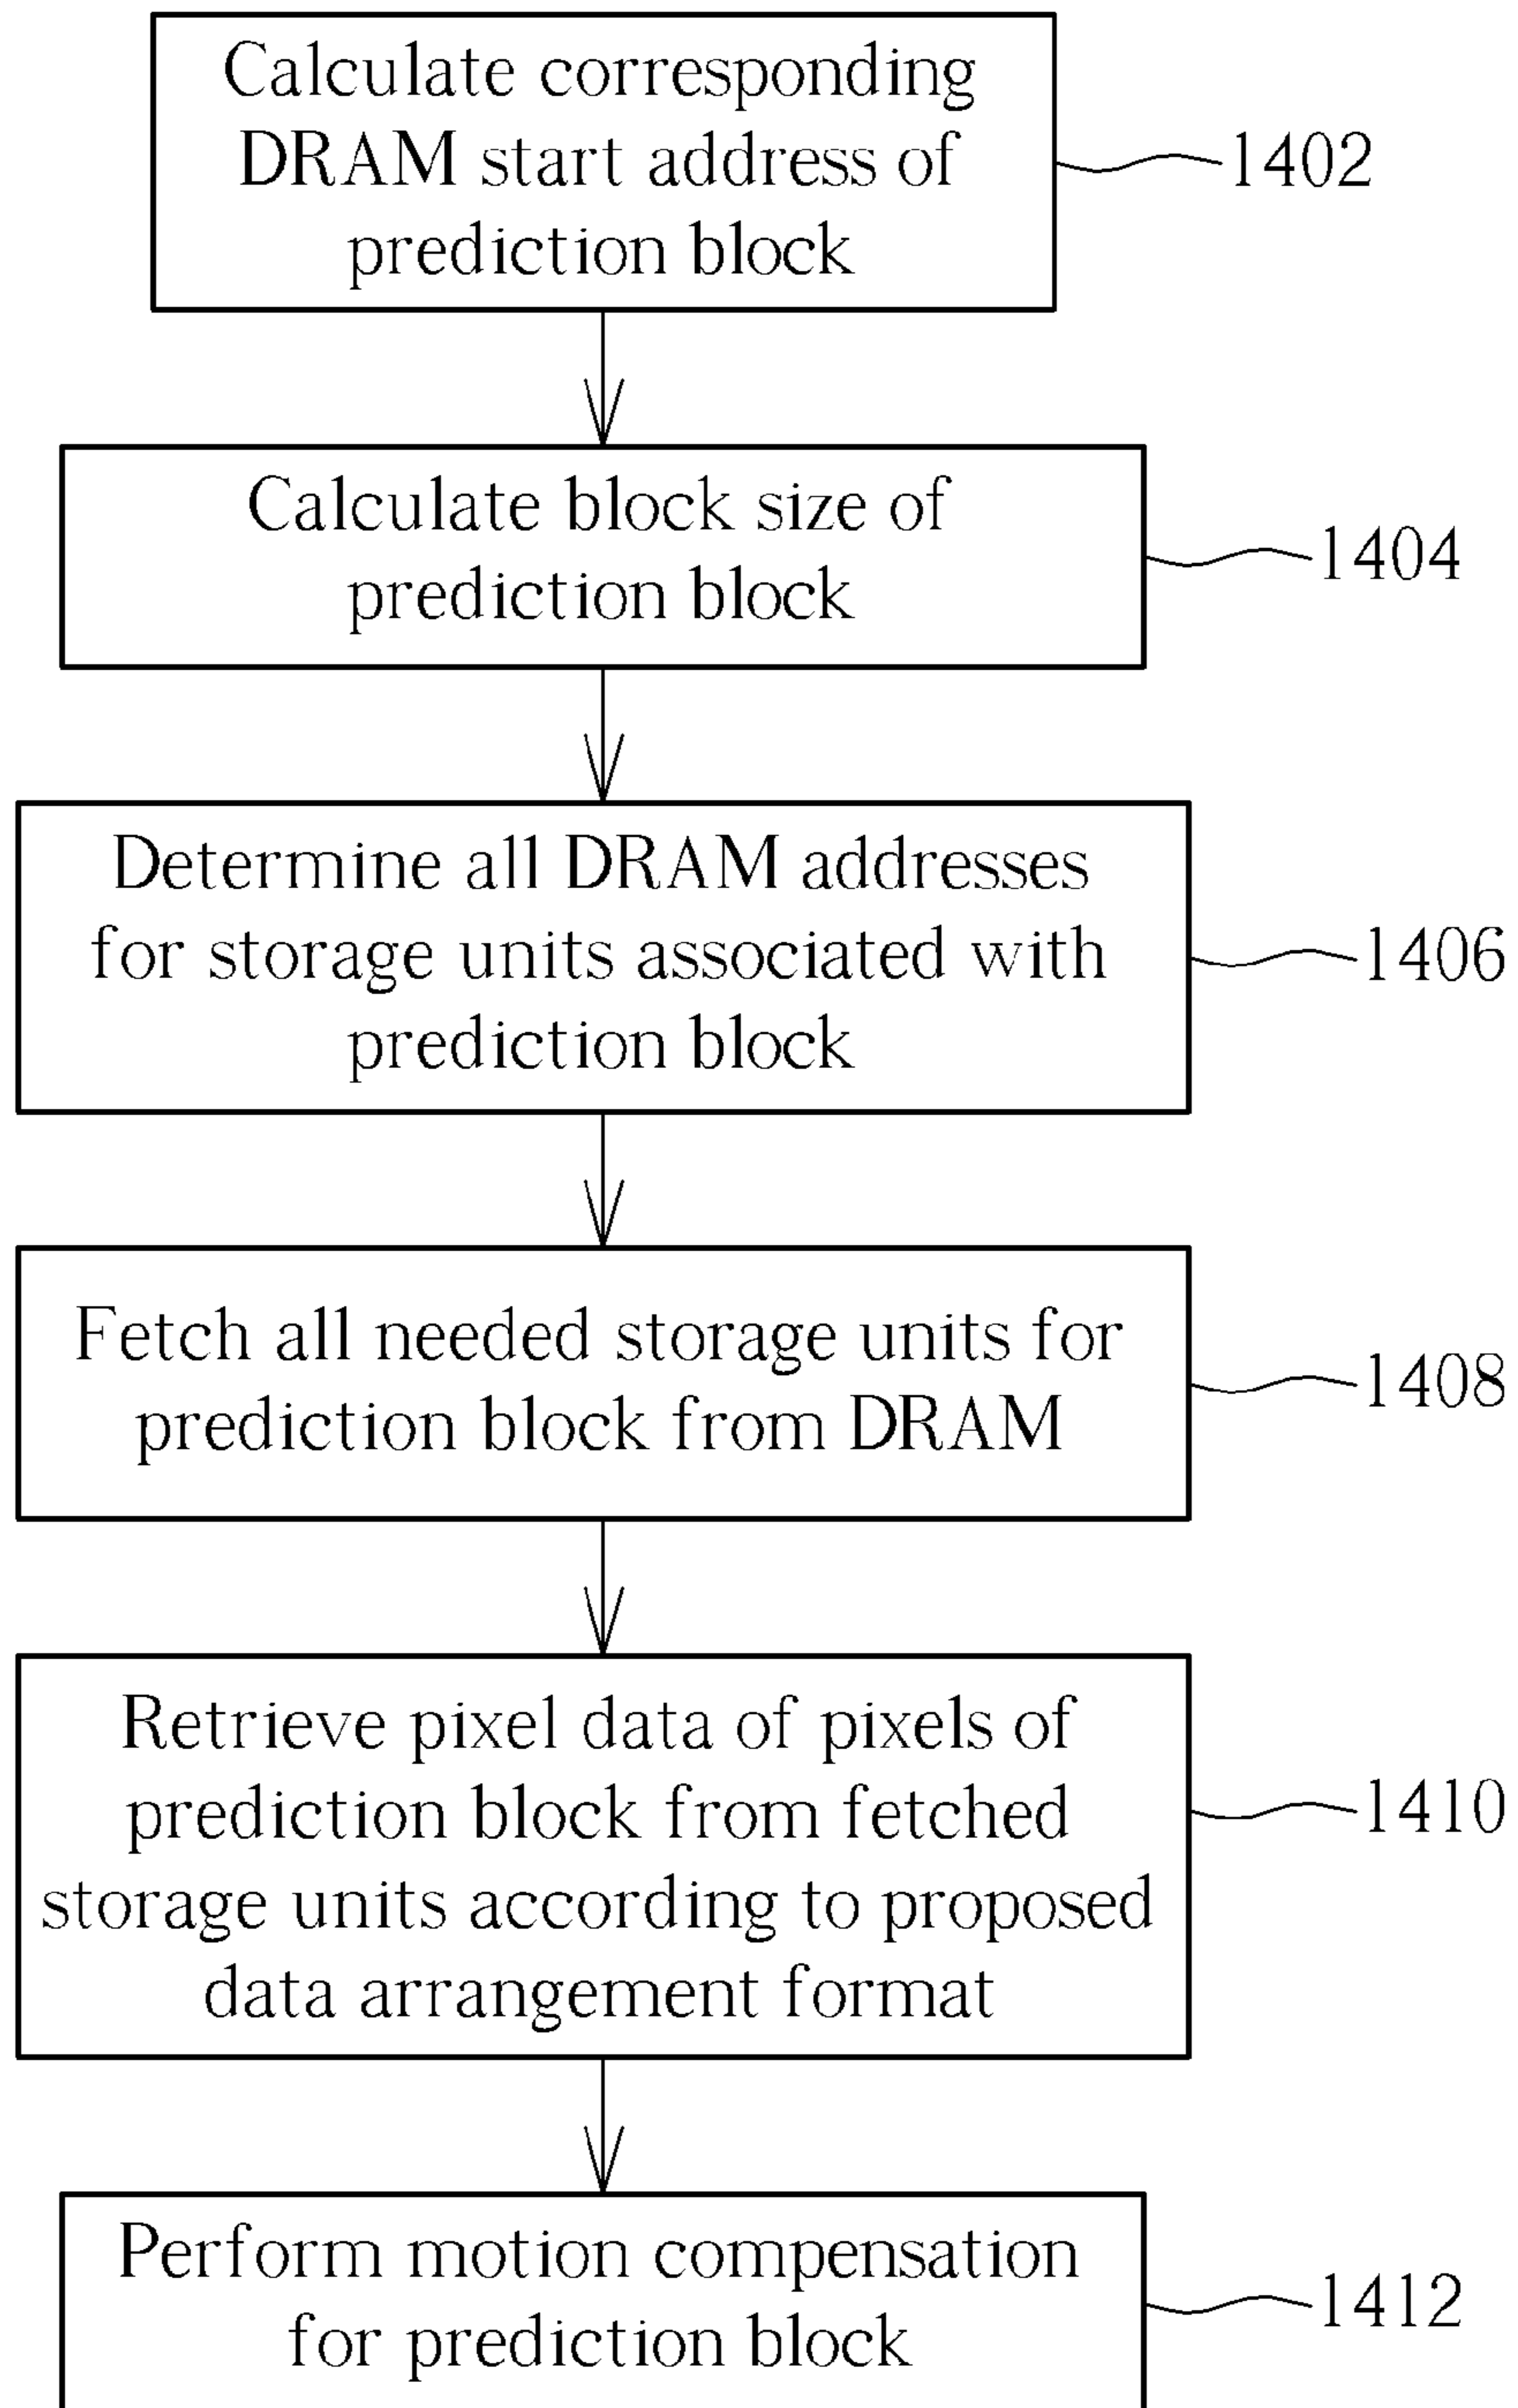 Calculate corresponding
DRAM start address of
prediction block
1402
Calculate block size of
prediction block
1404
Determine all DRAM addresses
for storage units associated with
prediction block
1406
Fetch all needed storage units for
prediction block from DRAM
1408
Retrieve pixel data of pixels of
prediction block from fetched
storage units according to proposed
data arrangement format
1410
Perform motion compensation
for prediction block
1412